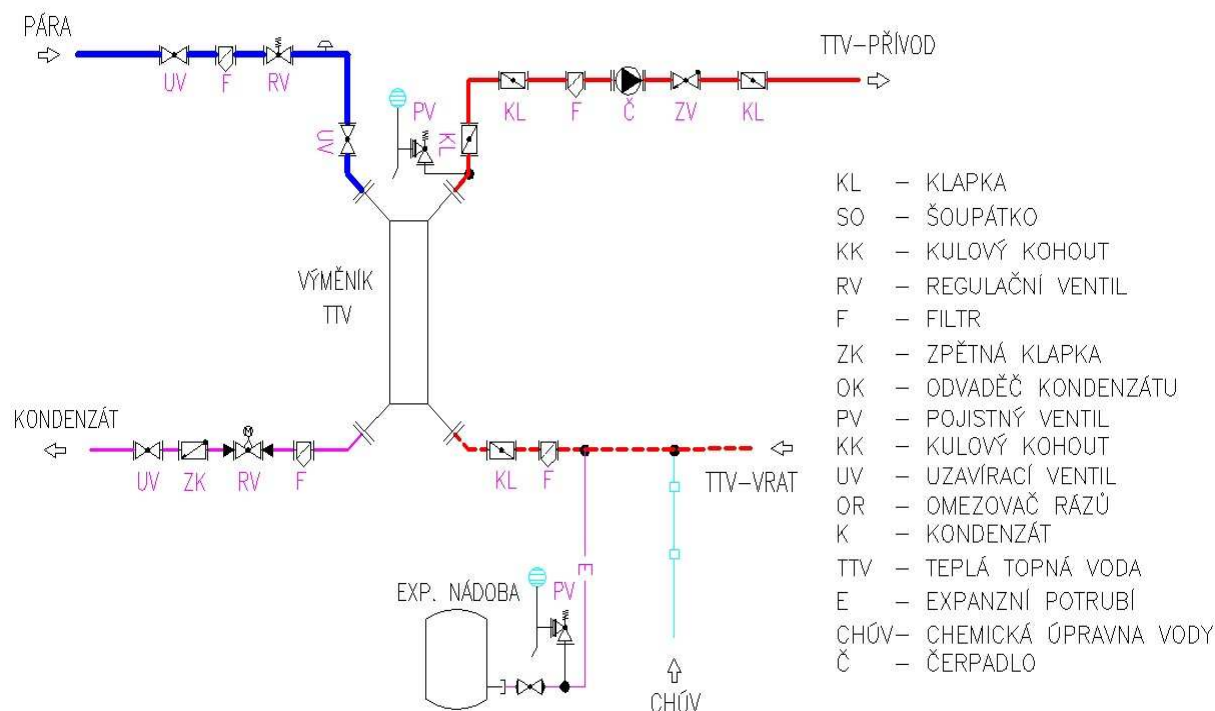 PÁRA
UV
F
RV
UV
PV
KL
KL
F
Č
ZV
KL
TTV-PŘÍVOD
VÝMĚNÍK
TTV
KONDENZÁT
UV
ZK
RV
M
F
KL
F
TTV-VRAT
E
EXP. NÁDOBA
PV
CHÚV
KL – KLAPKA
SO – ŠOUPÁTKO
KK – KULOVÝ KOHOUT
RV – REGULAČNÍ VENTIL
F – FILTR
ZK – ZPĚTNÁ KLAPKA
OK – ODVADĚČ KONDENZÁTU
PV – POJISTNÝ VENTIL
KK – KULOVÝ KOHOUT
UV – UZAVÍRACÍ VENTIL
OR – OMEZOVAČ RÁZŮ
K – KONDENZÁT
TTV – TEPLÁ TOPNÁ VODA
E – EXPANZNÍ POTRUBÍ
CHÚV– CHEMICKÁ ÚPRAVNA VODY
Č – ČERPADLO